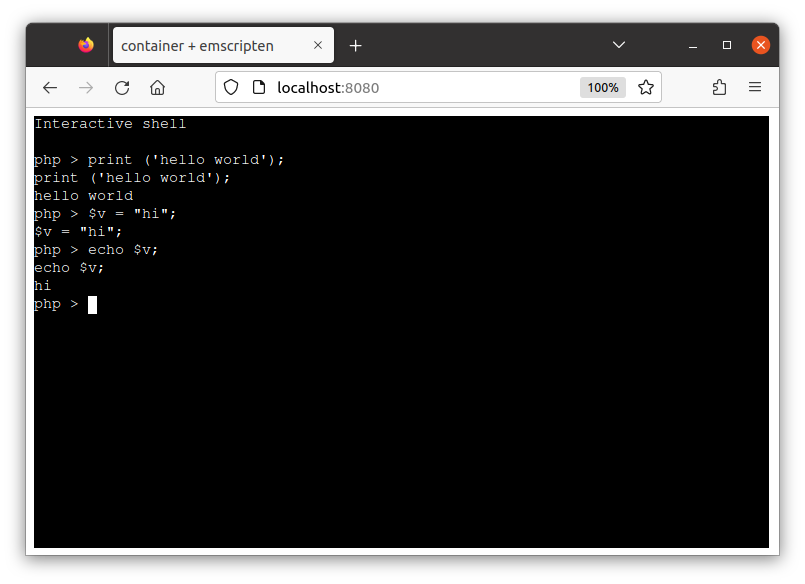 container + emscripten
localhost:8080
100%
Interactive shell
php > print ('hello world');
print ('hello world');
hello world
php > $v = "hi";
$v = "hi";
php > echo $v;
echo $v;
hi
php >